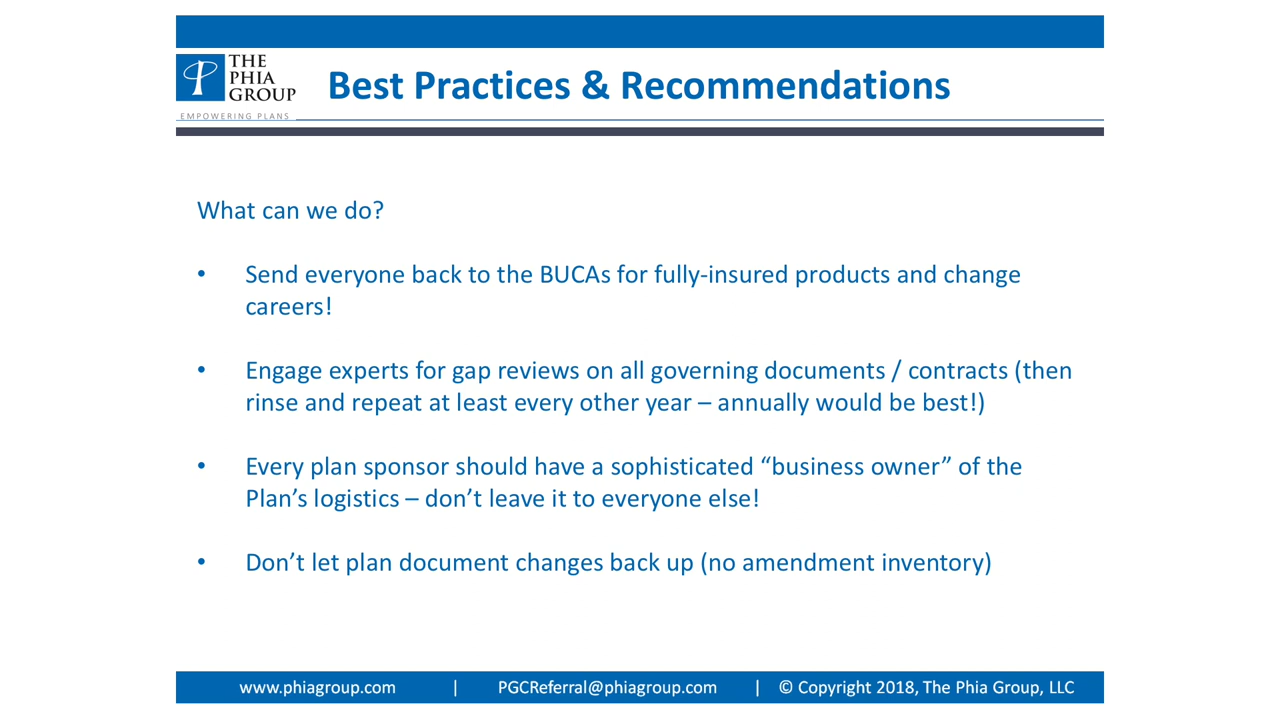 THE
PHIA
GROUP
EMPOWERING PLANS
Best Practices & Recommendations
What can we do?
• Send everyone back to the BUCAs for fully-insured products and change
careers!
• Engage experts for gap reviews on all governing documents / contracts (then
rinse and repeat at least every other year – annually would be best!)
• Every plan sponsor should have a sophisticated “business owner” of the
Plan’s logistics – don’t leave it to everyone else!
• Don’t let plan document changes back up (no amendment inventory)
www.phiagroup.com | PGCReferral@phiagroup.com | © Copyright 2018, The Phia Group, LLC